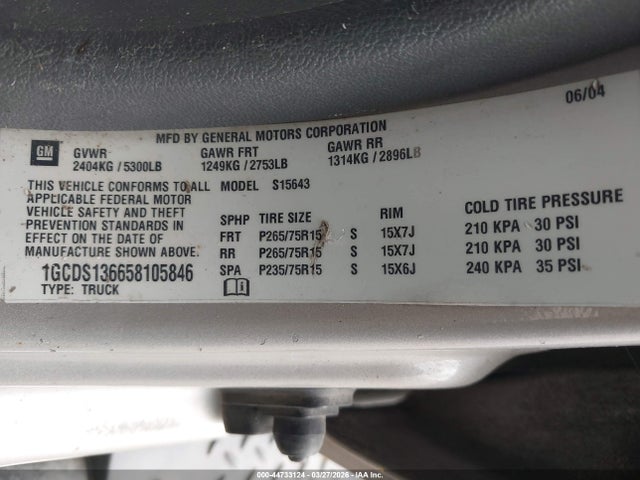 06/04
MFD BY GENERAL MOTORS CORPORATION
GM GVWR GAWR FRT GAWR RR
2404KG / 5300LB 1249KG / 2753LB 1314KG / 2896LB
THIS VEHICLE CONFORMS TO ALL MODEL S15643
APPLICABLE FEDERAL MOTOR
VEHICLE SAFETY AND THEFT
PREVENTION STANDARDS IN
EFFECT ON THE DATE OF
MANUFACTURE SHOWN ABOVE.
SPHP TIRE SIZE RIM COLD TIRE PRESSURE
FRT P265/75R15 S 15X7J 210 KPA 30 PSI
RR P265/75R15 S 15X7J 210 KPA 30 PSI
SPA P235/75R15 S 15X6J 240 KPA 35 PSI
1GCDS136658105846
TYPE: TRUCK
000-44733124 | 03/27/2026 | © IAA Inc.